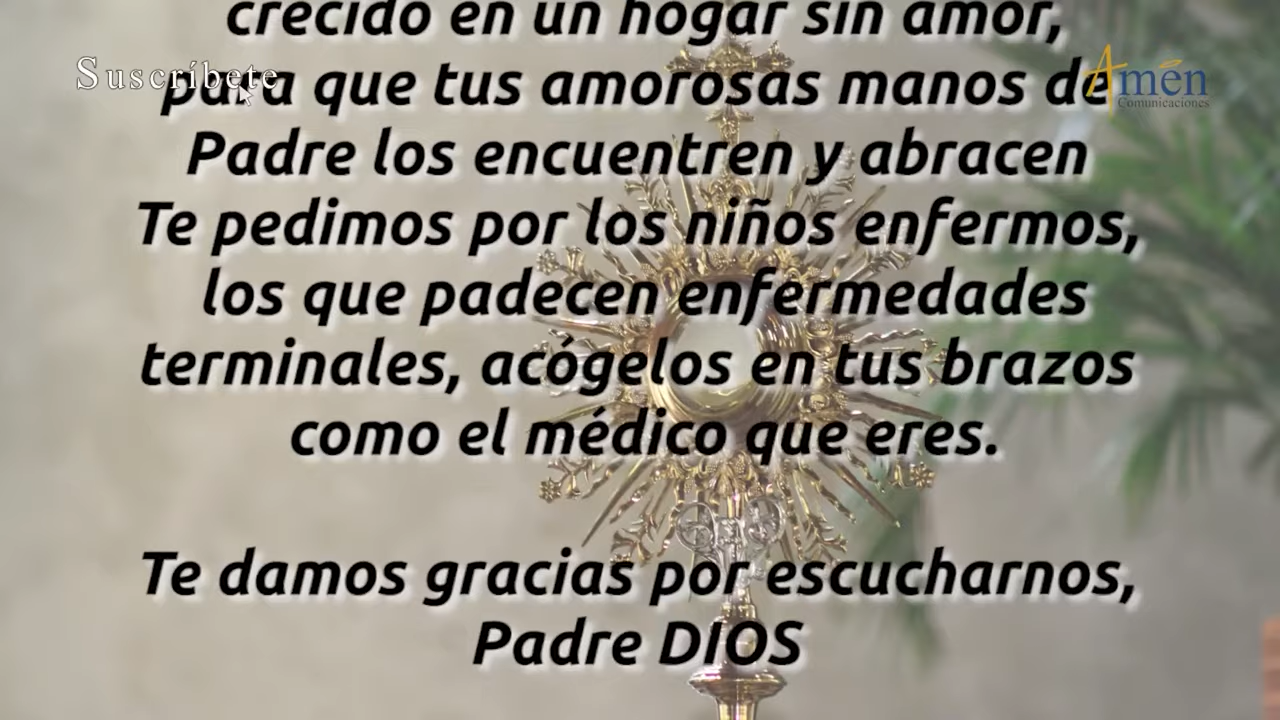 crecido en un hogar sin amor,
Suscríbete
para que tus amorosas manos de
Amén
Comunicaciones
Padre los encuentren y abracen
Te pedimos por los niños enfermos,
los que padecen enfermedades
terminales, acógelos en tus brazos
como el médico que eres.
Te damos gracias por escucharnos,
Padre DIOS